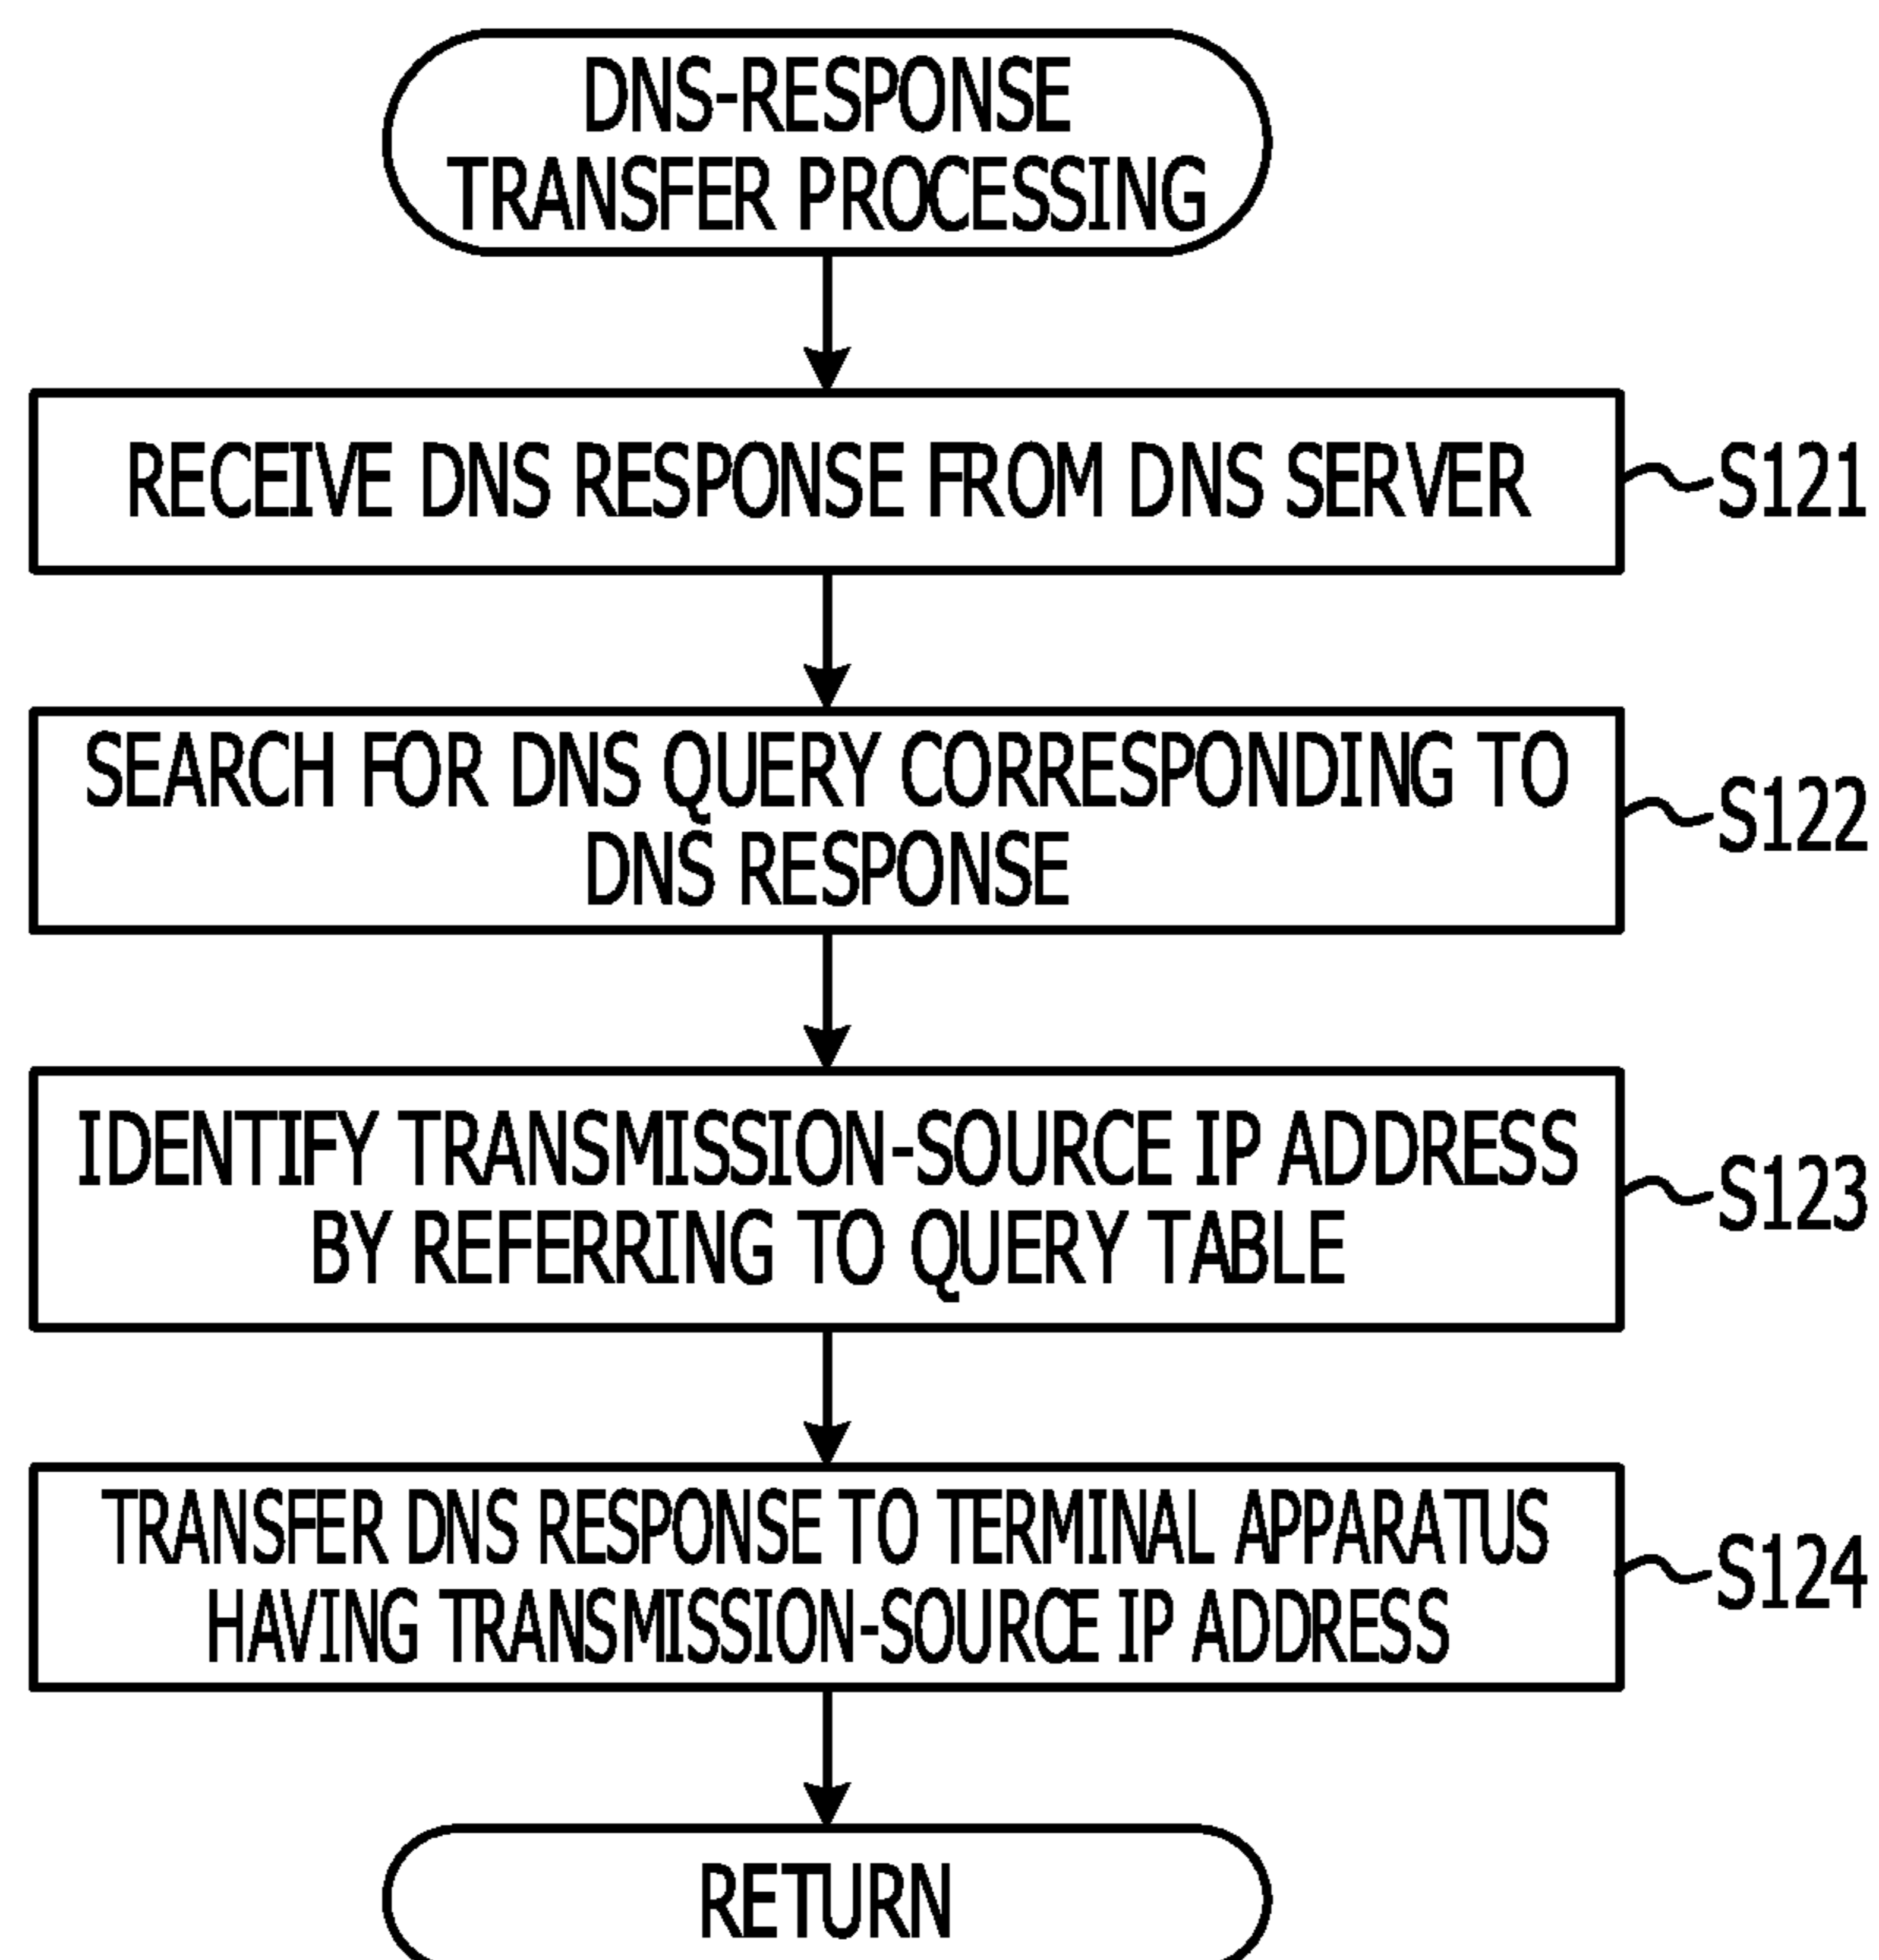 DNS-RESPONSE
TRANSFER PROCESSING
RECEIVE DNS RESPONSE FROM DNS SERVER
S121
SEARCH FOR DNS QUERY CORRESPONDING TO
DNS RESPONSE
S122
IDENTIFY TRANSMISSION-SOURCE IP ADDRESS
BY REFERRING TO QUERY TABLE
S123
TRANSFER DNS RESPONSE TO TERMINAL APPARATUS
HAVING TRANSMISSION-SOURCE IP ADDRESS
S124
RETURN